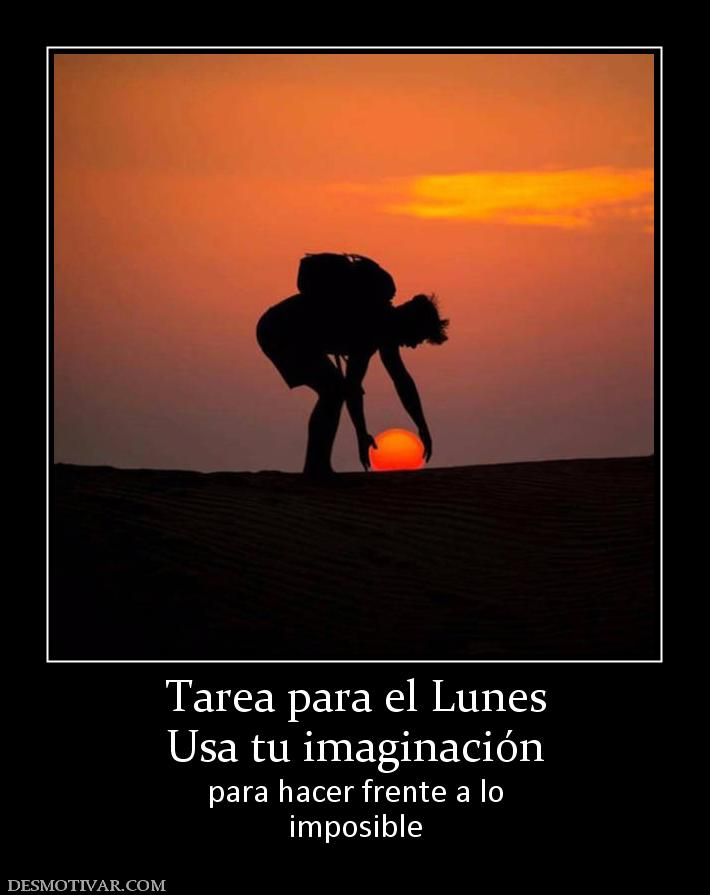 Tarea para el Lunes
Usa tu imaginación
para hacer frente a lo
imposible
DESMOTIVAR.COM